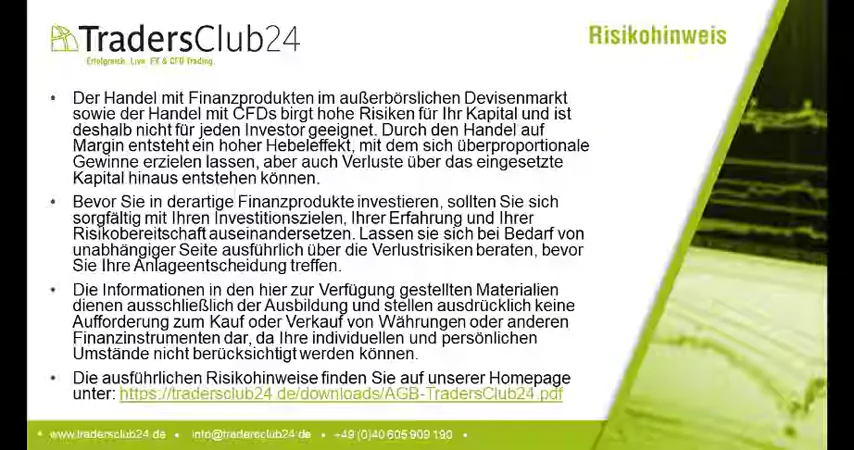 TradersClub24
Erfolgreich. Live. FX & CFD Trading.
Risikohinweis
• Der Handel mit Finanzprodukten im außerbörslichen Devisenmarkt
sowie der Handel mit CFDs birgt hohe Risiken für Ihr Kapital und ist
deshalb nicht für jeden Investor geeignet. Durch den Handel auf
Margin entsteht ein hoher Hebeleffekt, mit dem sich überproportionale
Gewinne erzielen lassen, aber auch Verluste über das eingesetzte
Kapital hinaus entstehen können.
• Bevor Sie in derartige Finanzprodukte investieren, sollten Sie sich
sorgfältig mit Ihren Investitionszielen, Ihrer Erfahrung und Ihrer
Risikobereitschaft auseinandersetzen. Lassen sie sich bei Bedarf von
unabhängiger Seite ausführlich über die Verlustrisiken beraten, bevor
Sie Ihre Anlageentscheidung treffen.
• Die Informationen in den hier zur Verfügung gestellten Materialien
dienen ausschließlich der Ausbildung und stellen ausdrücklich keine
Aufforderung zum Kauf oder Verkauf von Währungen oder anderen
Finanzinstrumenten dar, da Ihre individuellen und persönlichen
Umstände nicht berücksichtigt werden können.
• Die ausführlichen Risikohinweise finden Sie auf unserer Homepage
unter: https://tradersclub24.de/downloads/AGB-TradersClub24.pdf
• www.tradersclub24.de • info@tradersclub24.de • +49 (0)40 605 909 190 •